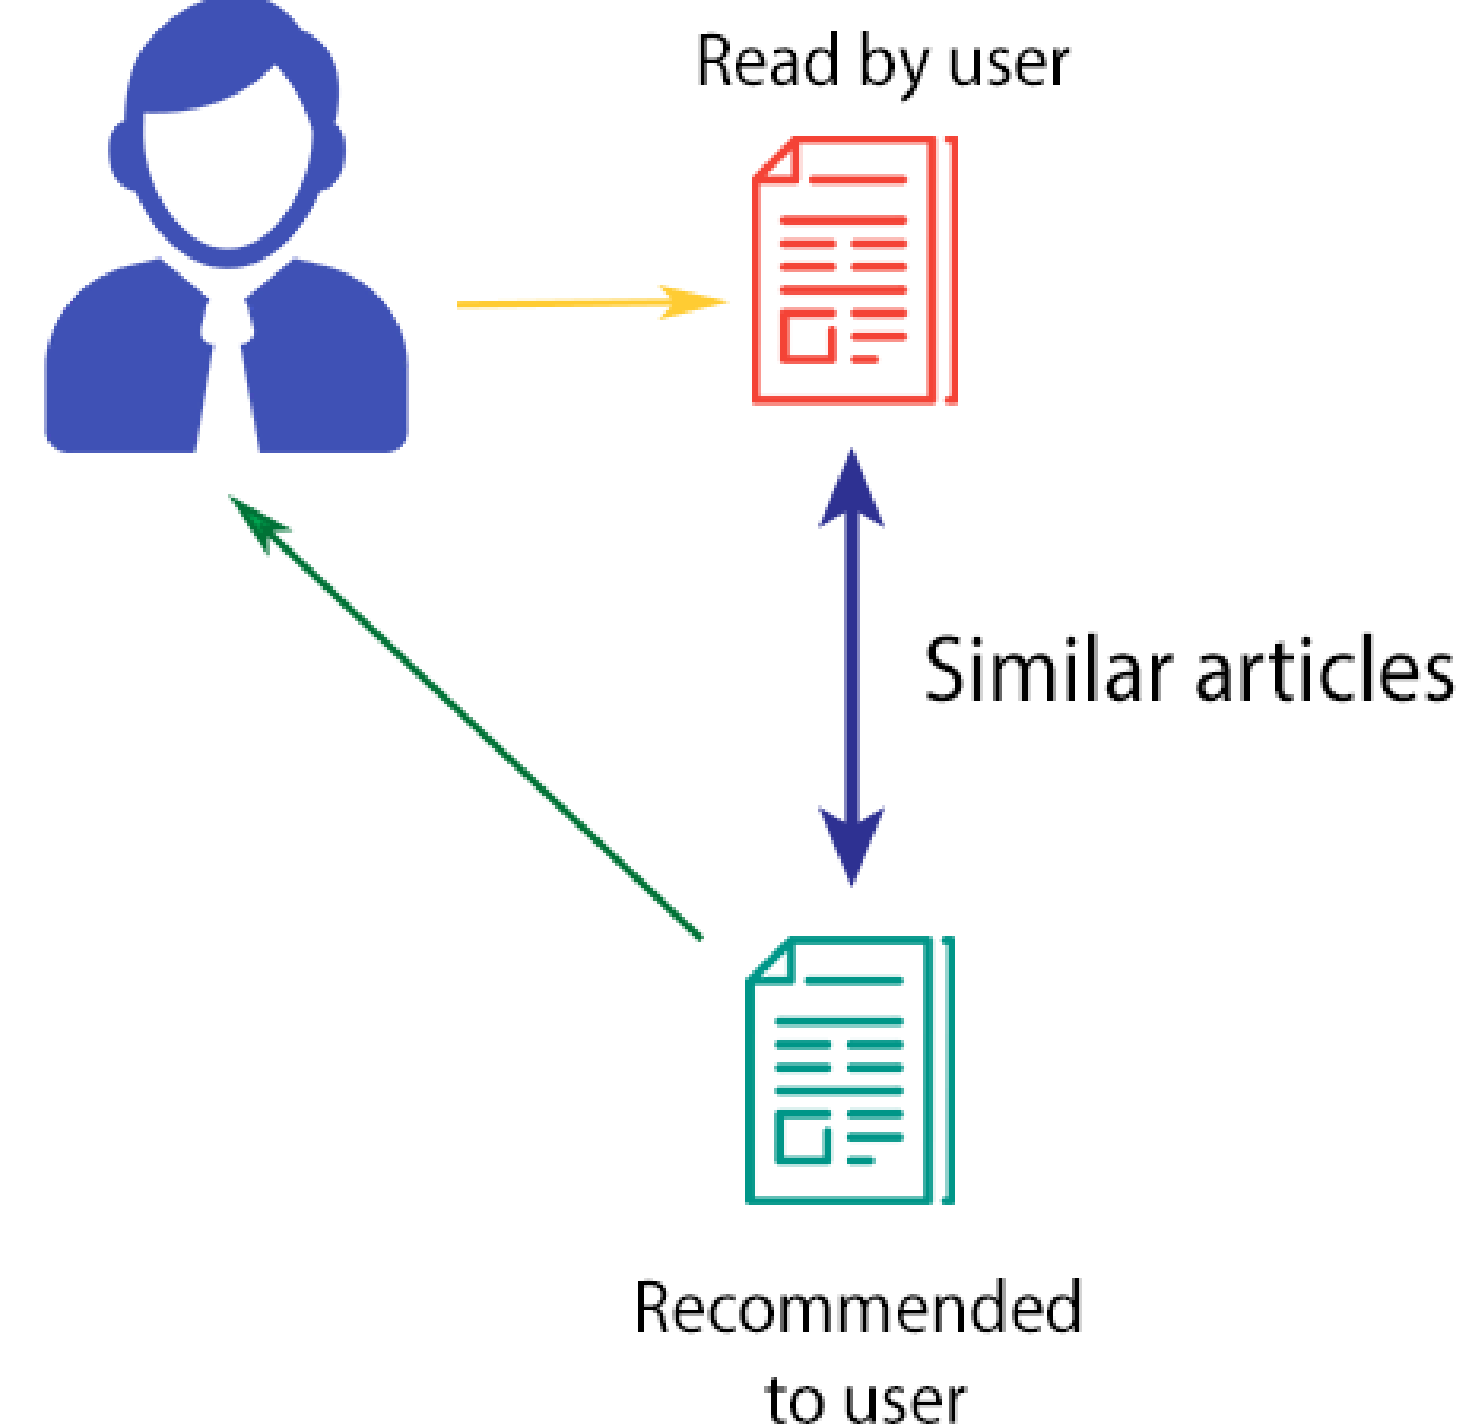 Read by user
Similar articles
Recommended
to user